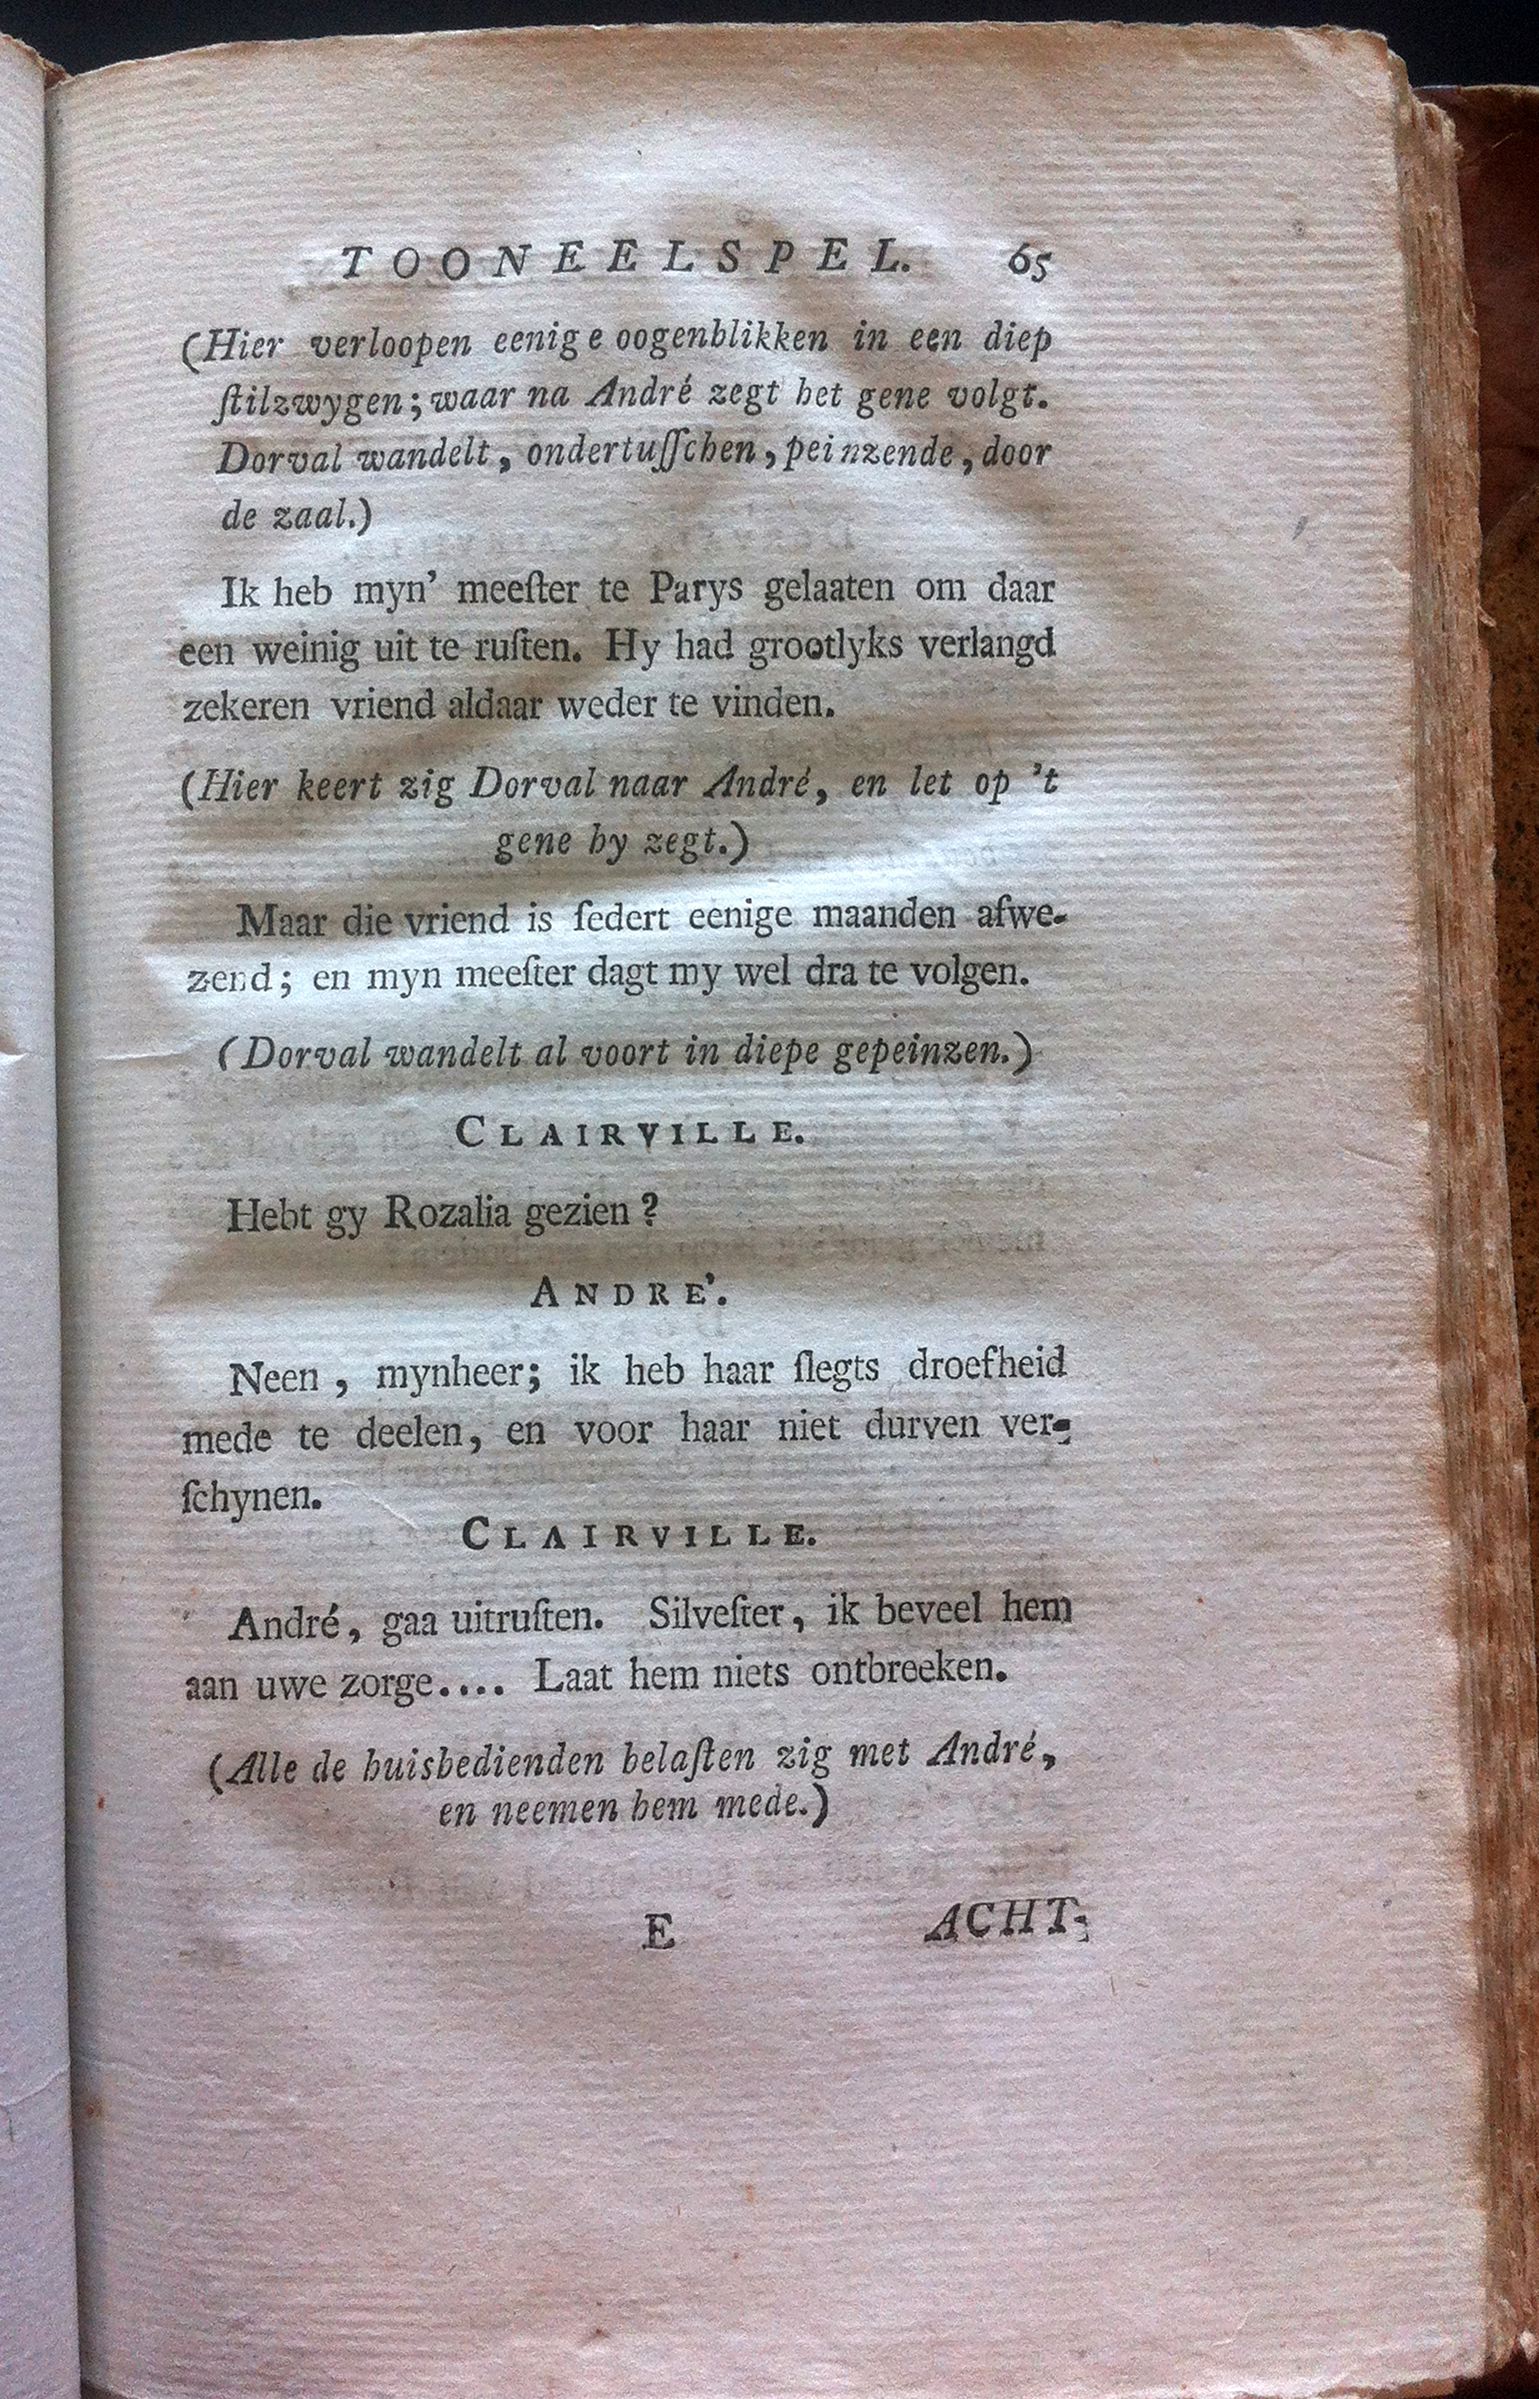 TOONEELSPEL. 65
(Hier verloopen eenige oogenblikken in een diep
ſtilzwygen; waar na André zegt het gene volgt.
Dorval wandelt, ondertuſſchen, peinzende, door
de zaal.)
Ik heb myn' meeſter te Parys gelaaten om daar
een weinig uit te ruſten. Hy had grootlyks verlangd
zekeren vriend aldaar weder te vinden.
(Hier keert zig Dorval naar André, en let op 't
gene hy zegt.)
Maar die vriend is ſedert eenige maanden afwe-
zend; en myn meeſter dagt my wel dra te volgen.
(Dorval wandelt al voort in diepe gepeinzen.)
CLAIRVILLE.
Hebt gy Rozalia gezien?
ANDRE'.
Neen, mynheer; ik heb haar ſlegts droefheid
mede te deelen, en voor haar niet durven ver-
ſchynen.
CLAIRVILLE.
André, gaa uitruſten. Silveſter, ik beveel hem
aan uwe zorge.... Laat hem niets ontbreeken.
(Alle de huisbedienden belaſten zig met André,
en neemen hem mede.)
E ACHT-